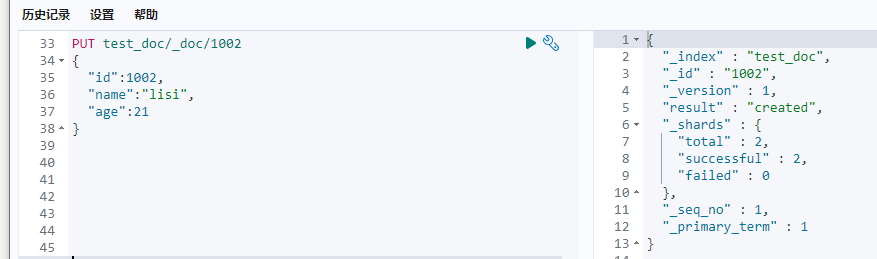 历史记录 设置 帮助
33 PUT test_doc/_doc/1002
34 {
35 "id":1002,
36 "name":"lisi",
37 "age":21
38 }
39
40
41
42
43
44
45
1 {
2 "_index" : "test_doc",
3 "_id" : "1002",
4 "_version" : 1,
5 "result" : "created",
6 "_shards" : {
7 "total" : 2,
8 "successful" : 2,
9 "failed" : 0
10 },
11 "_seq_no" : 1,
12 "_primary_term" : 1
13 }